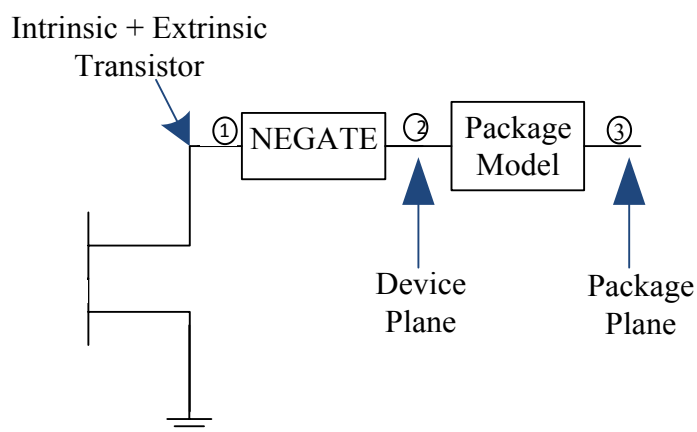 Intrinsic + Extrinsic
Transistor
1
NEGATE
2
Package
Model
3
Device
Plane
Package
Plane